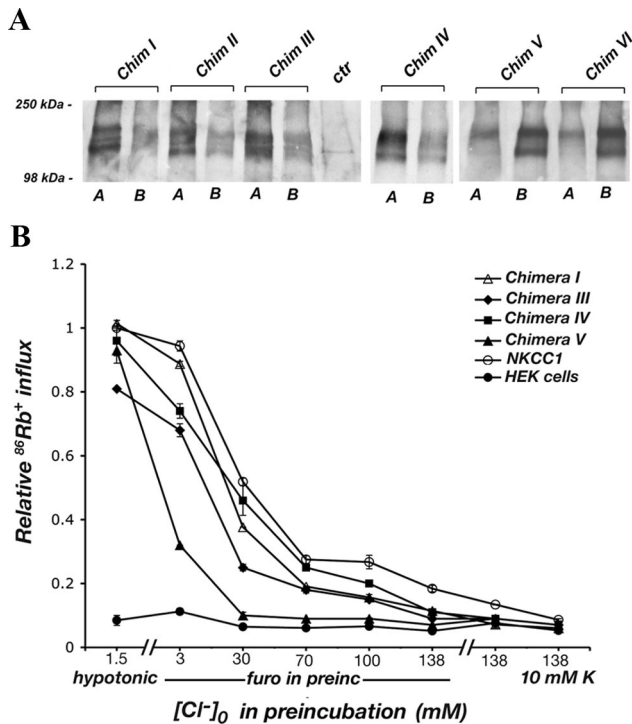 A
Chim I Chim II Chim III ctr Chim IV Chim V Chim VI
250 kDa -
98 kDa -
A B A B A B A B A B A B
B
1.2
1
0.8
0.6
0.4
0.2
0
Relative ⁸⁶Rb⁺ influx
Chimera I
Chimera III
Chimera IV
Chimera V
NKCC1
HEK cells
1.5 3 30 70 100 138 138 138
hypotonic furo in preinc 10 mM K
[Cl⁻]₀ in preincubation (mM)